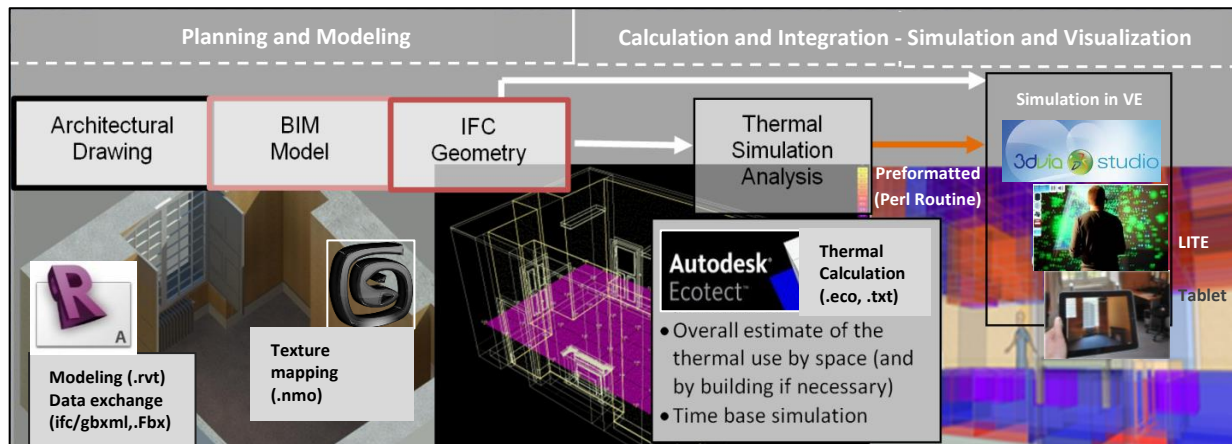 Planning and Modeling
Calculation and Integration - Simulation and Visualization
Architectural
Drawing
BIM
Model
IFC
Geometry
Thermal
Simulation
Analysis
Simulation in VE
3dvia studio
Preformatted
(Perl Routine)
LITE
Tablet
R
A
Modeling (.rvt)
Data exchange
(ifc/gbxml,.Fbx)
Texture
mapping
(.nmo)
Autodesk®
Ecotect™
Thermal
Calculation
(.eco, .txt)
• Overall estimate of the
thermal use by space (and
by building if necessary)
• Time base simulation